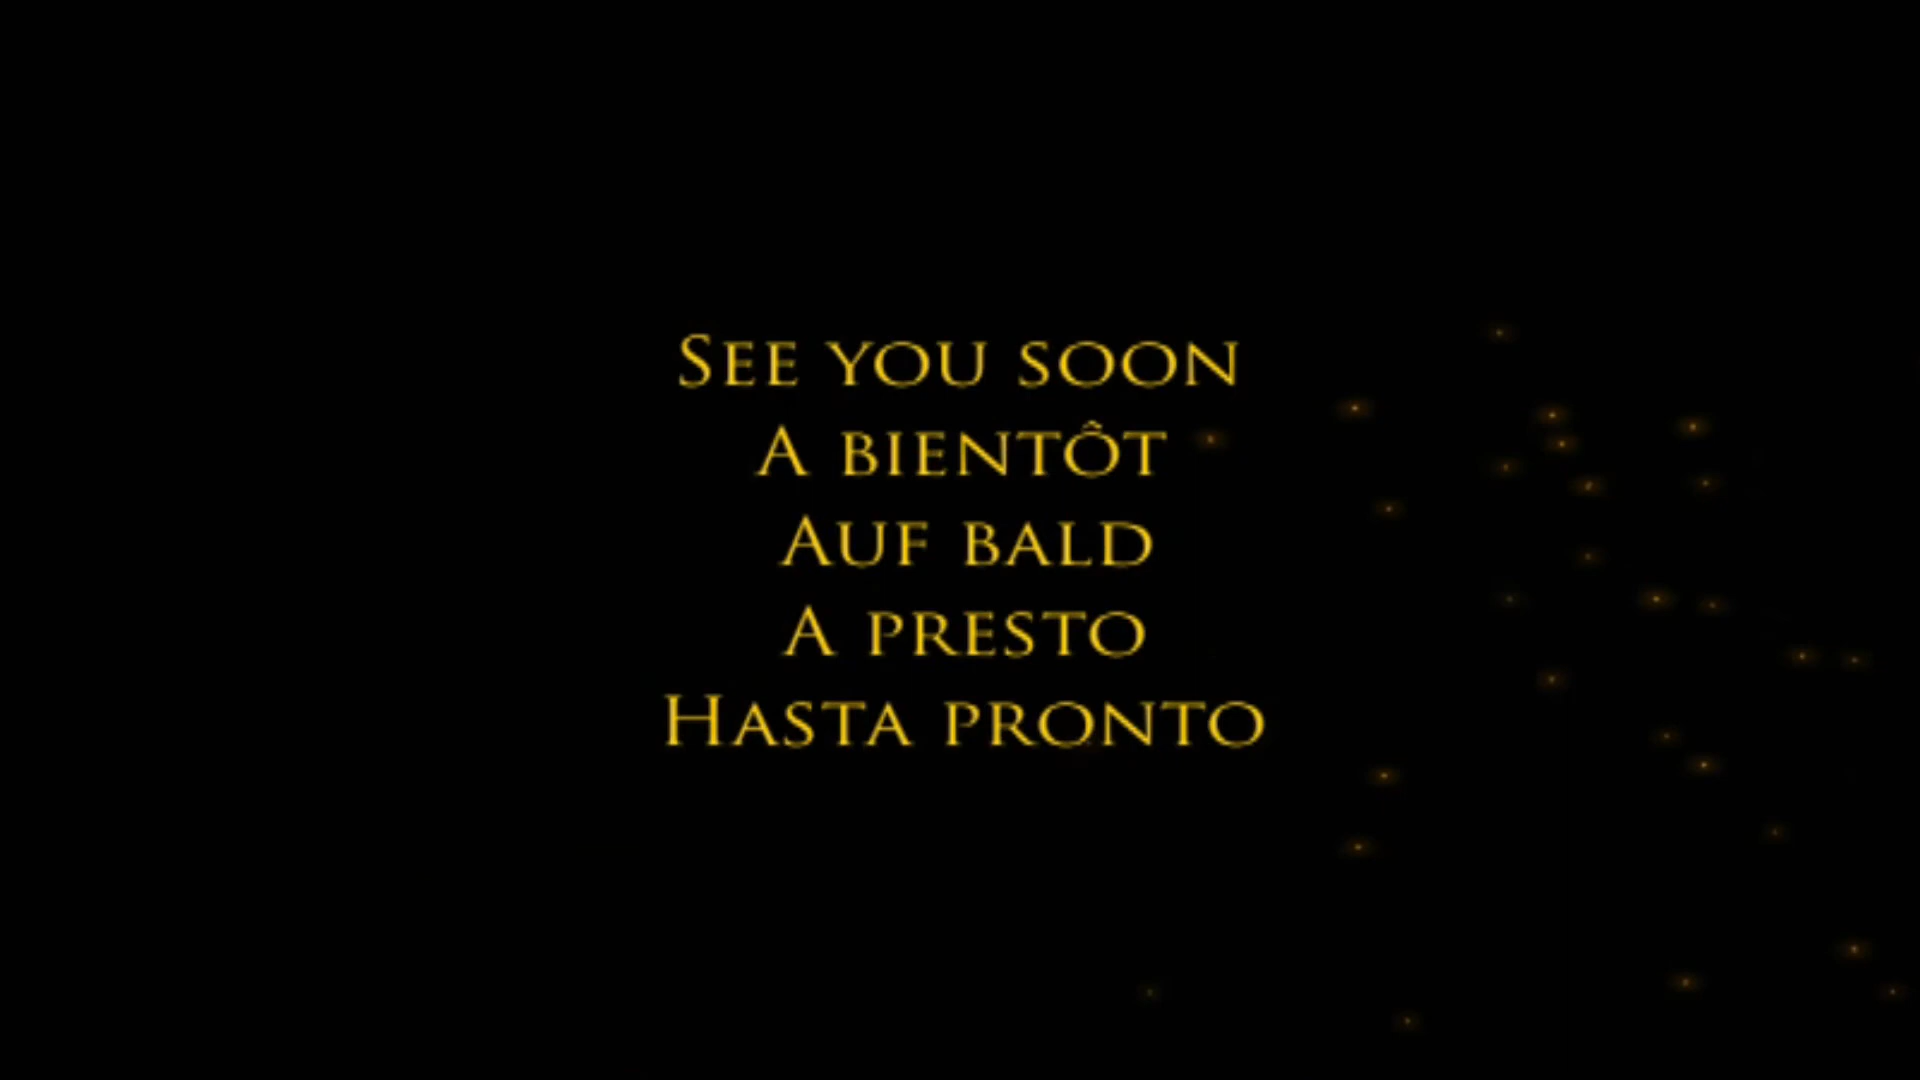 See you soon
A bientôt
Auf bald
A presto
Hasta pronto